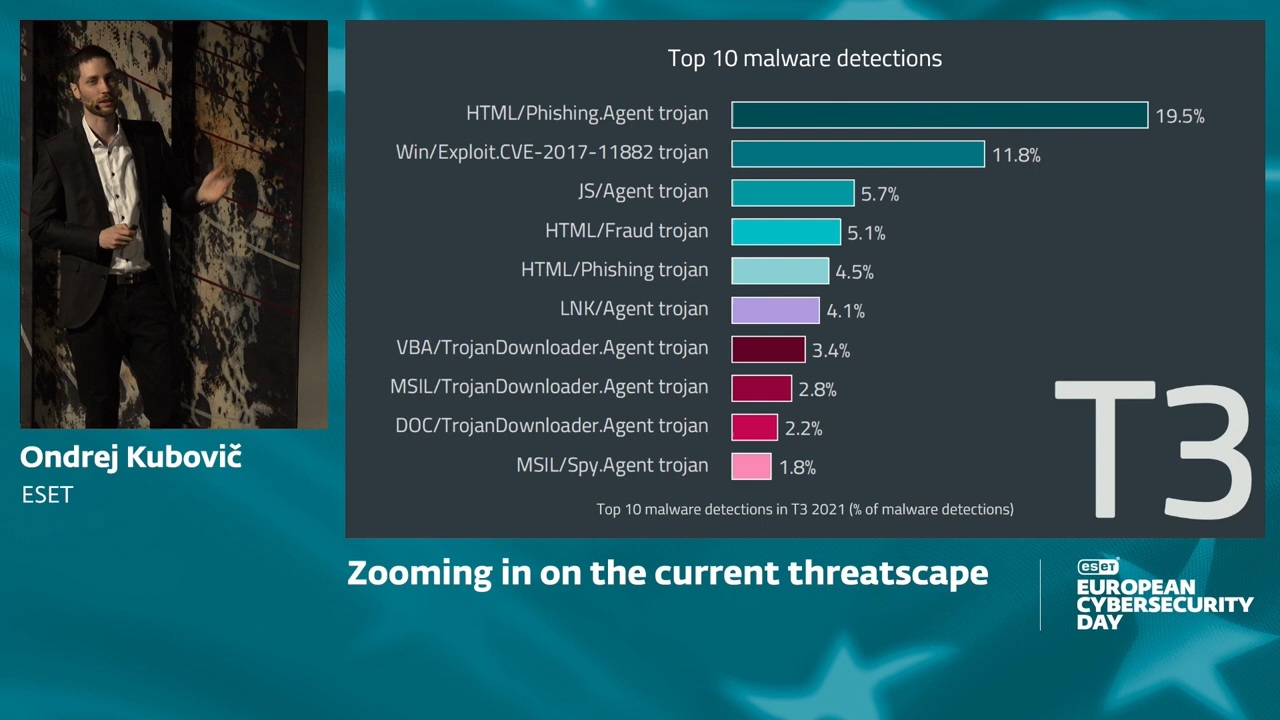 Top 10 malware detections
HTML/Phishing.Agent trojan 19.5%
Win/Exploit.CVE-2017-11882 trojan 11.8%
JS/Agent trojan 5.7%
HTML/Fraud trojan 5.1%
HTML/Phishing trojan 4.5%
LNK/Agent trojan 4.1%
VBA/TrojanDownloader.Agent trojan 3.4%
MSIL/TrojanDownloader.Agent trojan 2.8%
DOC/TrojanDownloader.Agent trojan 2.2%
MSIL/Spy.Agent trojan 1.8%
T3
Top 10 malware detections in T3 2021 (% of malware detections)
Ondrej Kubovič
ESET
Zooming in on the current threatscape
eset
EUROPEAN
CYBERSECURITY
DAY